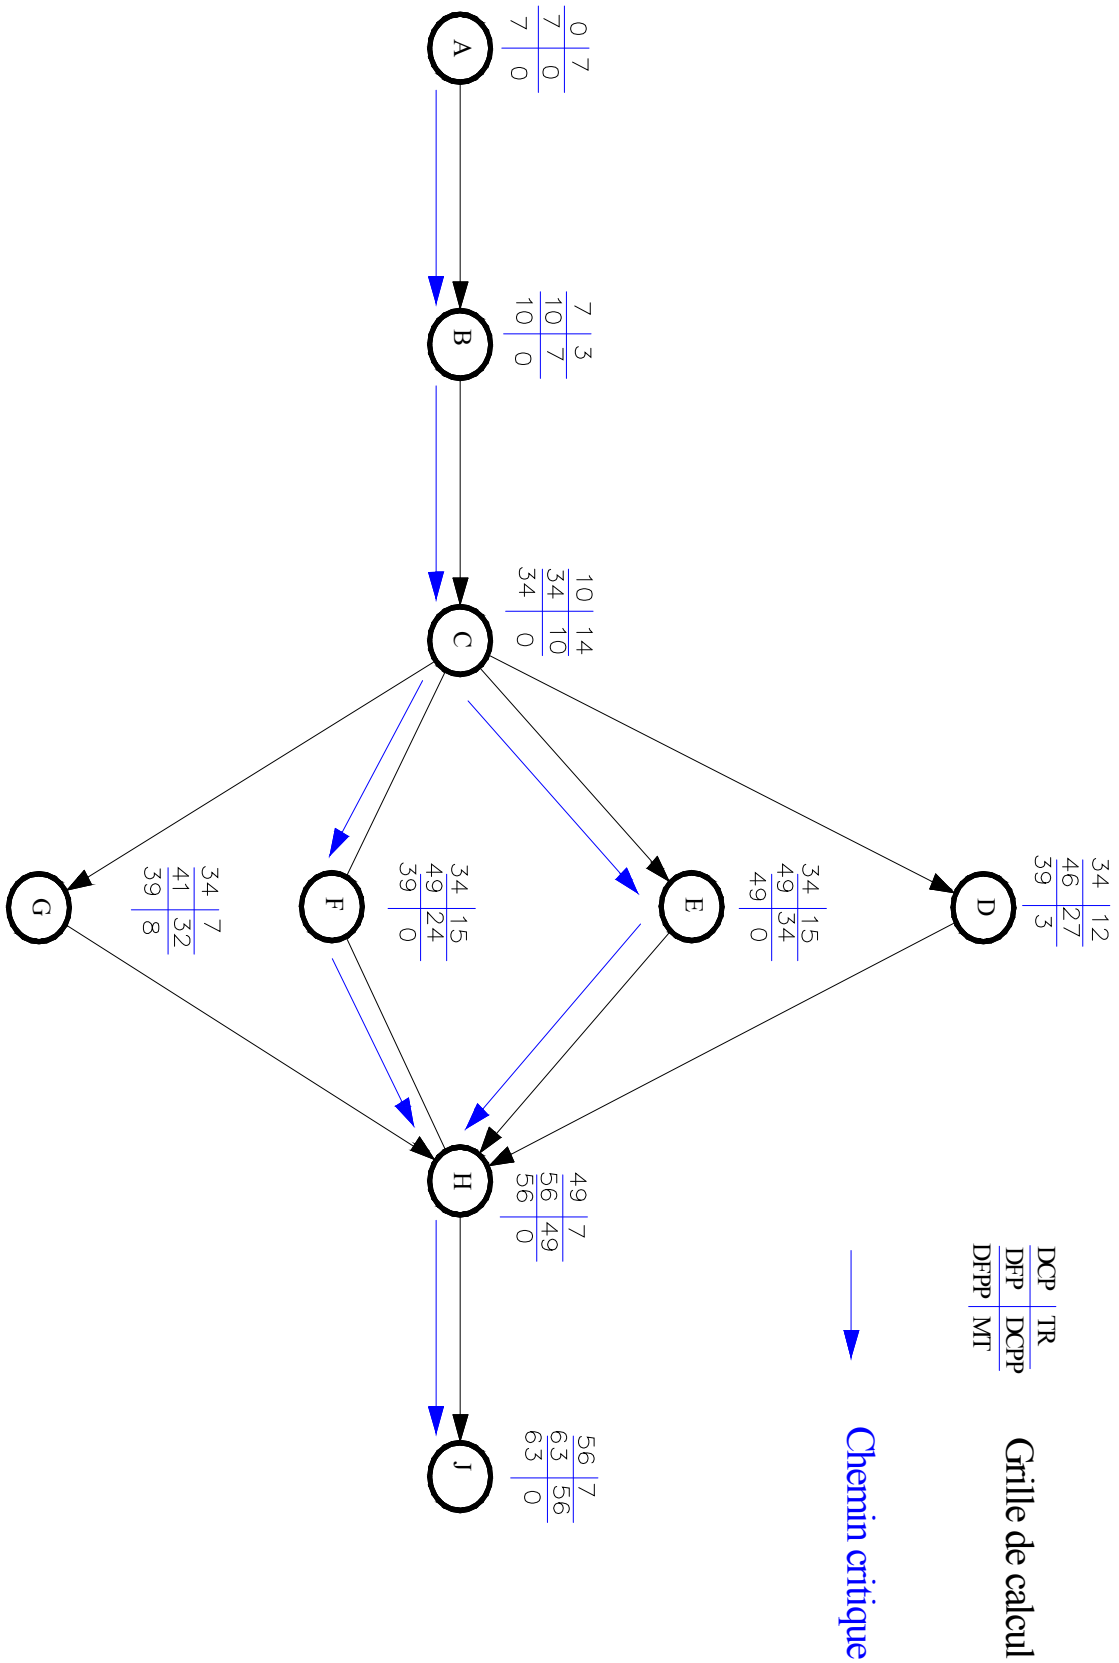 34 12
46 27
39 3
D
DCP TR
DFP DCPP
DFPP MT
Grille de calcul
Chemin critique
34 15
49 34
49 0
E
0 7
7 0
7 0
A
7 3
10 7
10 0
B
10 14
34 10
34 0
C
49 7
56 49
56 0
H
56 7
63 56
63 0
J
34 15
49 24
39 0
F
34 7
41 32
39 8
G